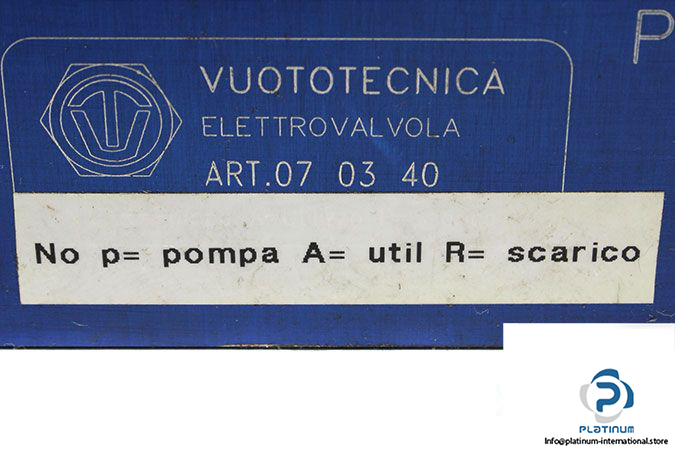 P
VUOTOTECNICA
ELETTROVALVOLA
ART.07 03 40
No p= pompa A= util R= scarico
PLATINUM
Info@platinum-international.store